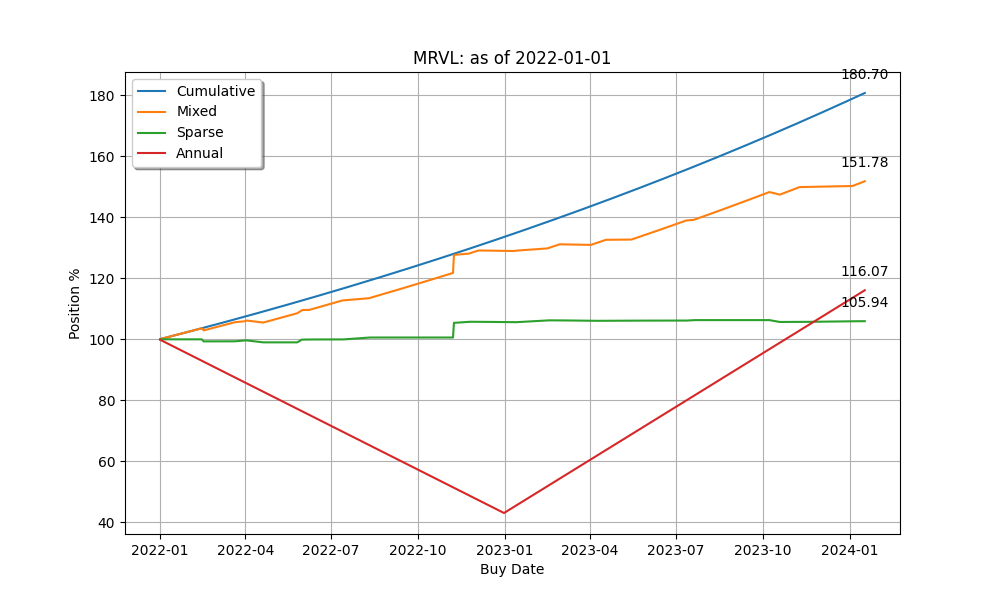 MRVL: as of 2022-01-01
180.70
180
Cumulative
Mixed
Sparse
Annual
160
151.78
140
120
116.07
105.94
100
80
60
40
Position %
2022-01 2022-04 2022-07 2022-10 2023-01 2023-04 2023-07 2023-10 2024-01
Buy Date